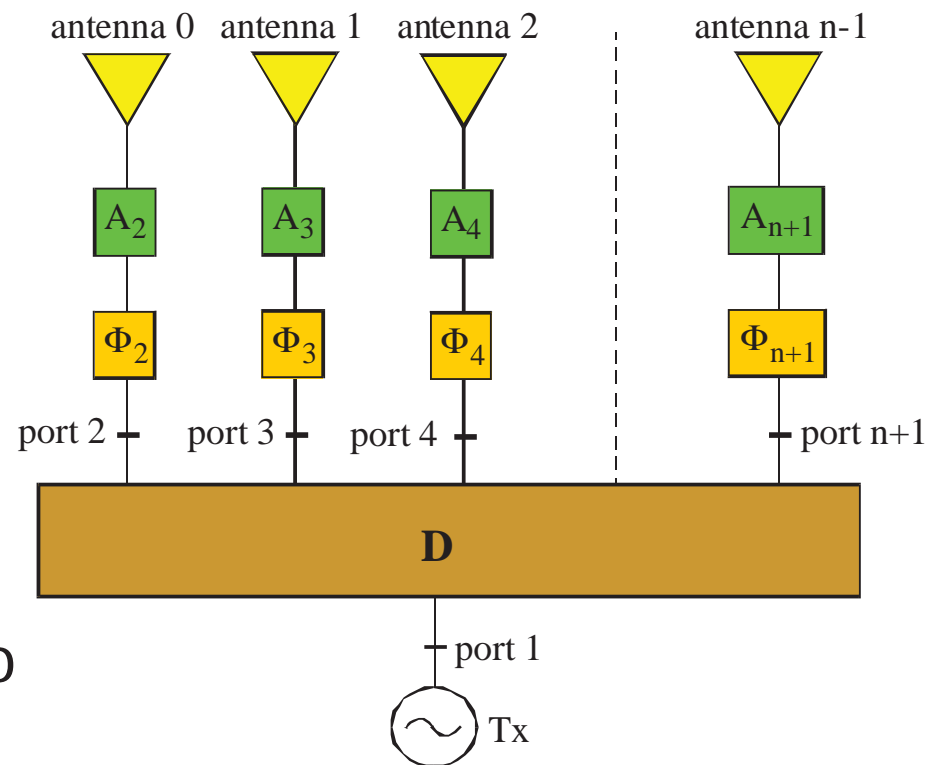 antenna 0 antenna 1 antenna 2 antenna n-1
A₂ A₃ A₄ Aₙ₊₁
Φ₂ Φ₃ Φ₄ Φₙ₊₁
port 2 port 3 port 4 port n+1
D
port 1
Tx